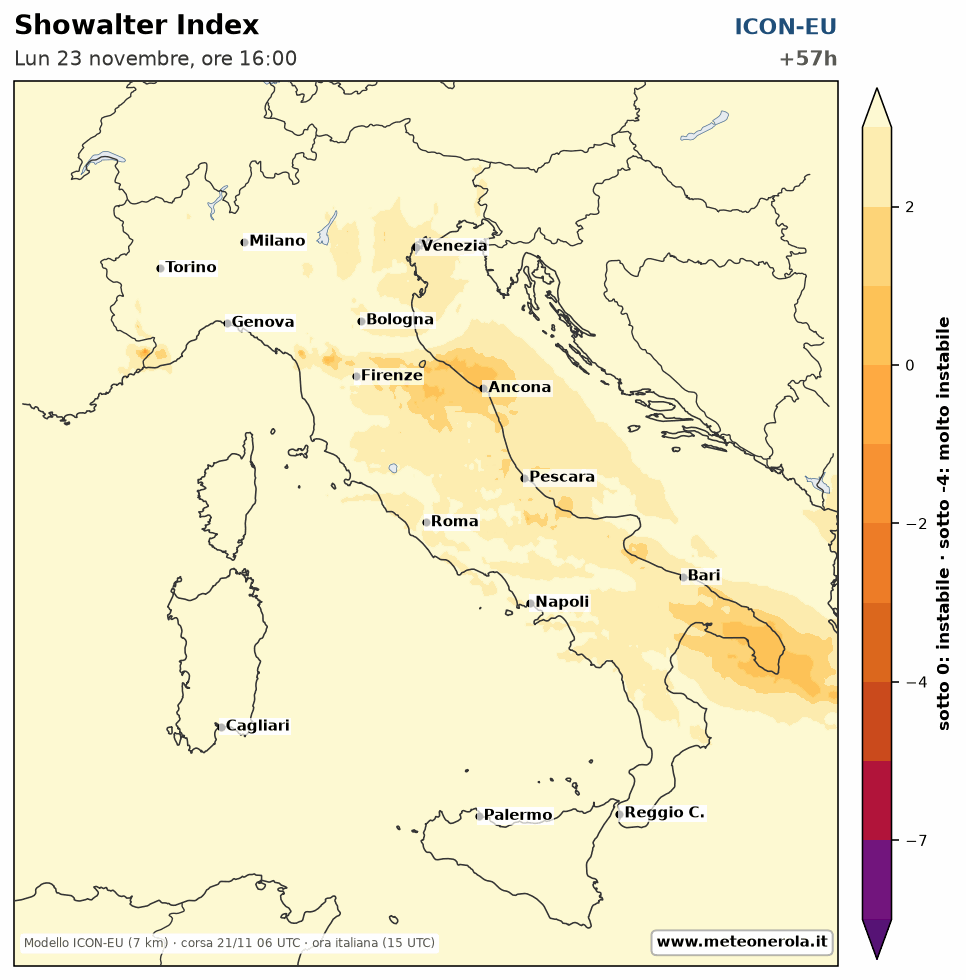 Showalter Index
ICON-EU
Lun 23 novembre, ore 16:00
+57h
Milano
Venezia
Torino
Genova
Bologna
Firenze
Ancona
Pescara
Roma
Bari
Napoli
Cagliari
Palermo
Reggio C.
2
0
−2
−4
−7
sotto 0: instabile · sotto -4: molto instabile
Modello ICON-EU (7 km) · corsa 21/11 06 UTC · ora italiana (15 UTC)
www.meteonerola.it